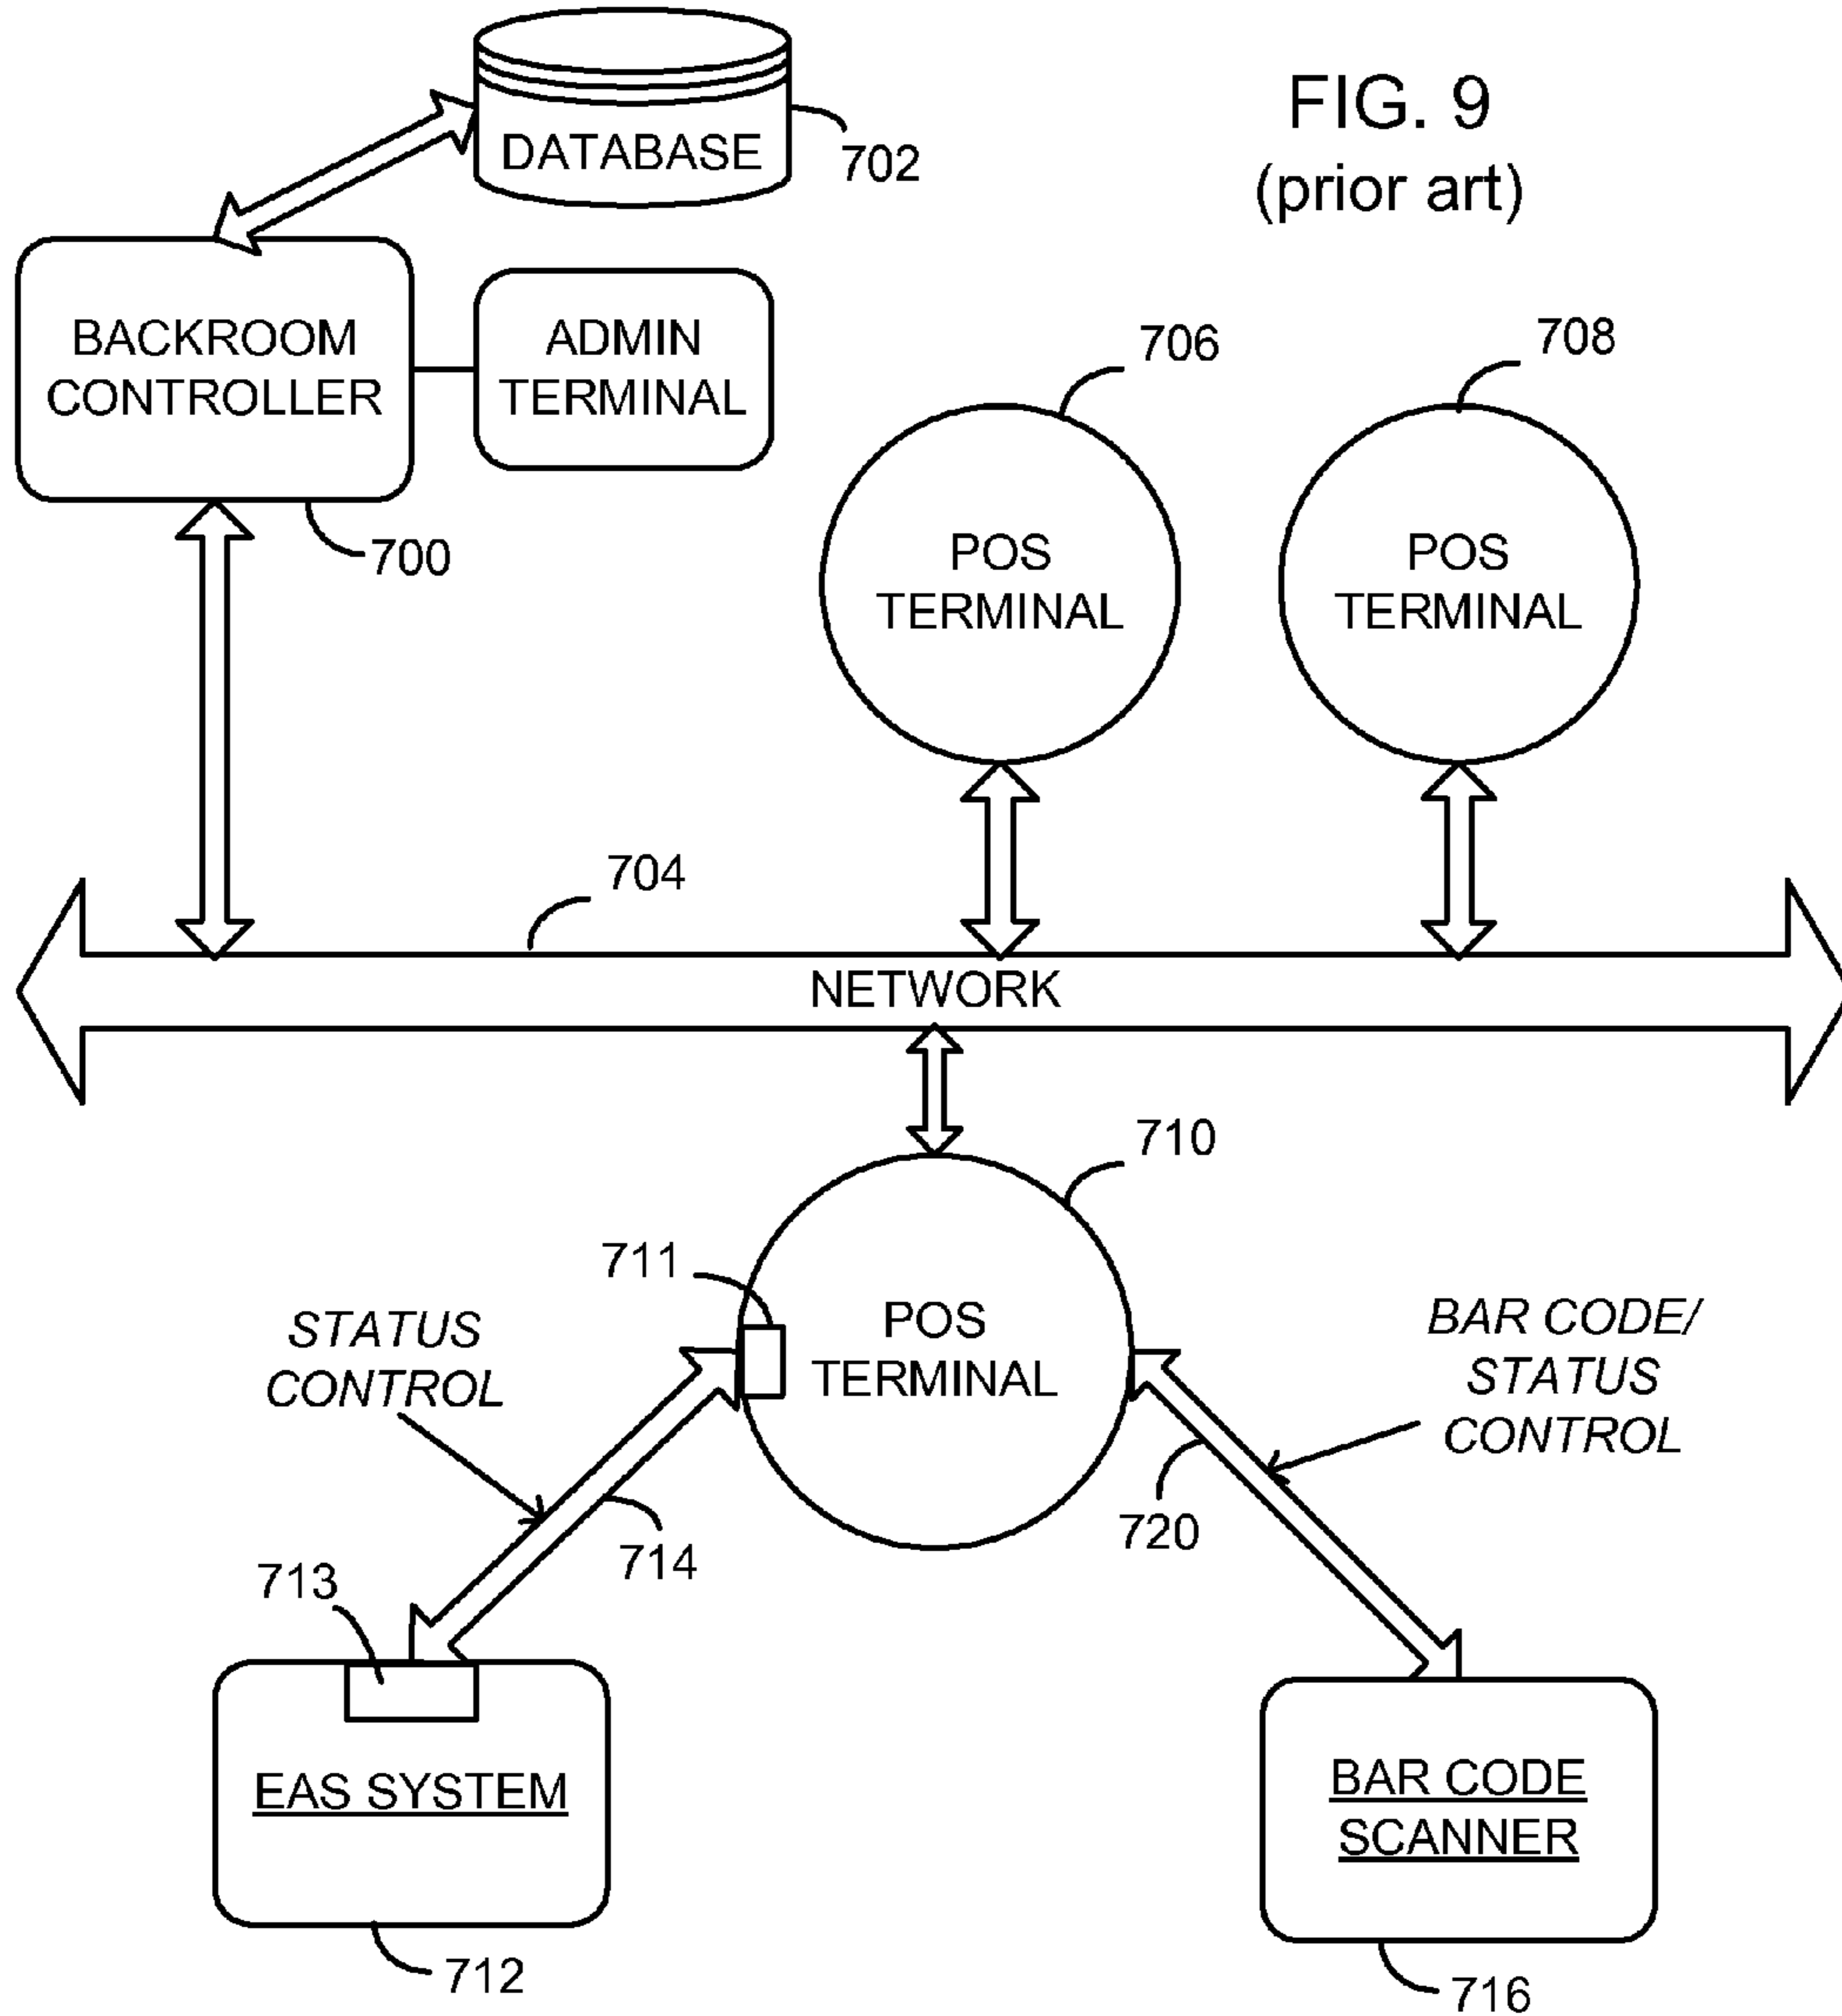 FIG. 9
(prior art)
DATABASE
702
BACKROOM
CONTROLLER
ADMIN
TERMINAL
700
706
708
POS
TERMINAL
POS
TERMINAL
704
NETWORK
710
711
POS
TERMINAL
STATUS
CONTROL
BAR CODE/
STATUS
CONTROL
714
720
713
EAS SYSTEM
BAR CODE
SCANNER
712
716